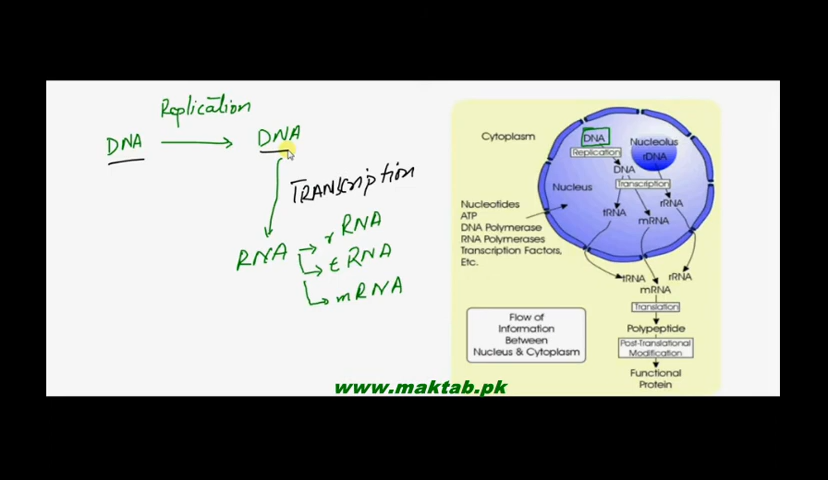 Replication
DNA → DNA
TRANScription
RNA → rRNA
tRNA
mRNA
Cytoplasm
DNA
Nucleolus
rDNA
Replication
DNA
Transcription
Nucleus
tRNA
rRNA
mRNA
Nucleotides
ATP
DNA Polymerase
RNA Polymerases
Transcription Factors,
Etc.
tRNA
rRNA
mRNA
Translation
Polypeptide
Post-Translational
Modification
Functional
Protein
Flow of
Information
Between
Nucleus & Cytoplasm
www.maktab.pk